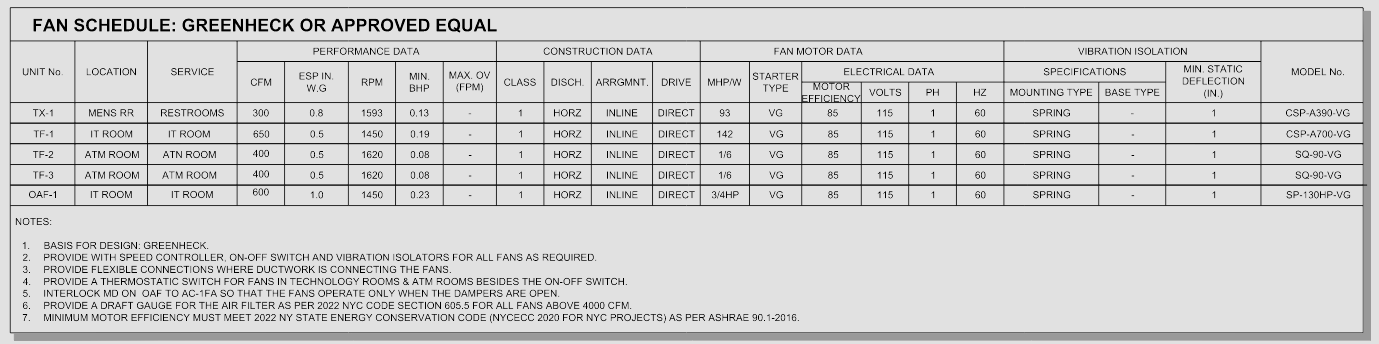 FAN SCHEDULE: GREENHECK OR APPROVED EQUAL
UNIT No. LOCATION SERVICE PERFORMANCE DATA CONSTRUCTION DATA FAN MOTOR DATA VIBRATION ISOLATION MODEL No.
CFM ESP IN. W.G RPM MIN. BHP MAX. OV (FPM) CLASS DISCH. ARRGMNT. DRIVE MHP/W STARTER TYPE ELECTRICAL DATA SPECIFICATIONS MIN. STATIC DEFLECTION (IN.)
MOTOR EFFICIENCY VOLTS PH HZ MOUNTING TYPE BASE TYPE
TX-1 MENS RR RESTROOMS 300 0.8 1593 0.13 - 1 HORZ INLINE DIRECT 93 VG 85 115 1 60 SPRING - 1 CSP-A390-VG
TF-1 IT ROOM IT ROOM 650 0.5 1450 0.19 - 1 HORZ INLINE DIRECT 142 VG 85 115 1 60 SPRING - 1 CSP-A700-VG
TF-2 ATM ROOM ATN ROOM 400 0.5 1620 0.08 - 1 HORZ INLINE DIRECT 1/6 VG 85 115 1 60 SPRING - 1 SQ-90-VG
TF-3 ATM ROOM ATM ROOM 400 0.5 1620 0.08 - 1 HORZ INLINE DIRECT 1/6 VG 85 115 1 60 SPRING - 1 SQ-90-VG
OAF-1 IT ROOM IT ROOM 600 1.0 1450 0.23 - 1 HORZ INLINE DIRECT 3/4HP VG 85 115 1 60 SPRING - 1 SP-130HP-VG
NOTES:
1. BASIS FOR DESIGN: GREENHECK.
2. PROVIDE WITH SPEED CONTROLLER, ON-OFF SWITCH AND VIBRATION ISOLATORS FOR ALL FANS AS REQUIRED.
3. PROVIDE FLEXIBLE CONNECTIONS WHERE DUCTWORK IS CONNECTING THE FANS.
4. PROVIDE A THERMOSTATIC SWITCH FOR FANS IN TECHNOLOGY ROOMS & ATM ROOMS BESIDES THE ON-OFF SWITCH.
5. INTERLOCK MD ON OAF TO AC-1FA SO THAT THE FANS OPERATE ONLY WHEN THE DAMPERS ARE OPEN.
6. PROVIDE A DRAFT GAUGE FOR THE AIR FILTER AS PER 2022 NYC CODE SECTION 605.5 FOR ALL FANS ABOVE 4000 CFM.
7. MINIMUM MOTOR EFFICIENCY MUST MEET 2022 NY STATE ENERGY CONSERVATION CODE (NYCECC 2020 FOR NYC PROJECTS) AS PER ASHRAE 90.1-2016.